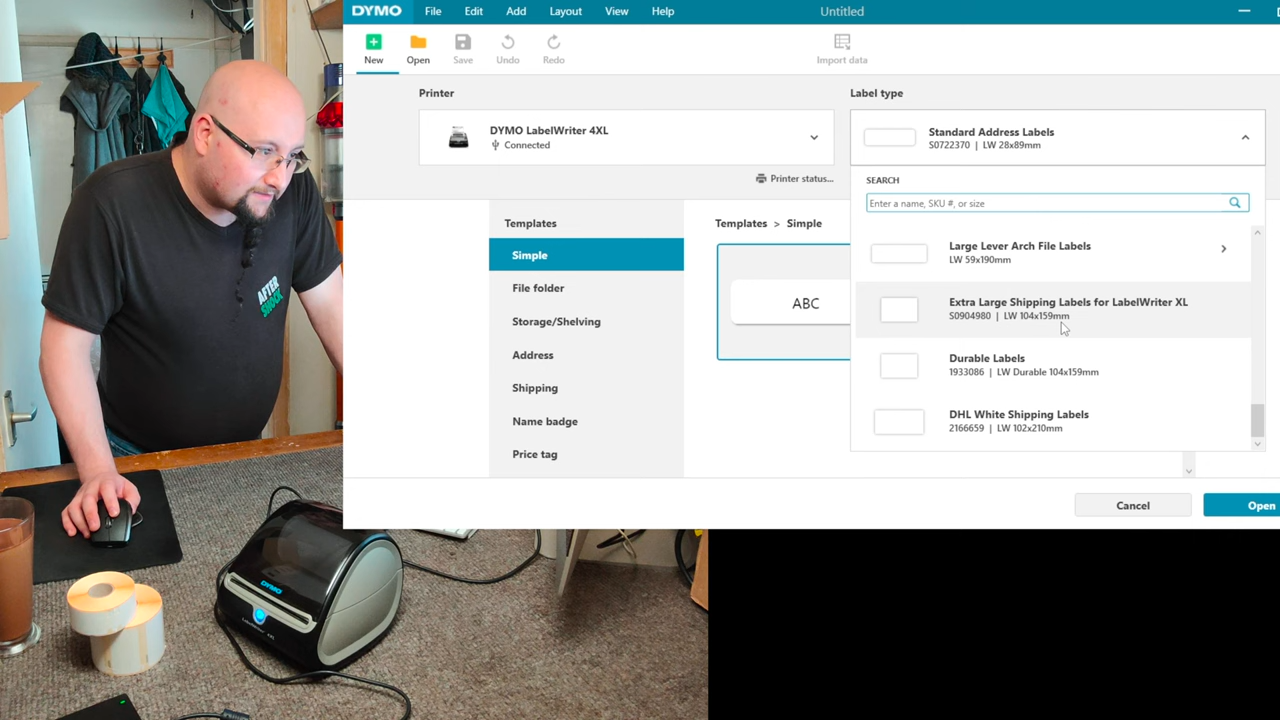 DYMO
File
Edit
Add
Layout
View
Help
Untitled
New
Open
Save
Undo
Redo
Import data
Printer
DYMO LabelWriter 4XL
Connected
Printer status...
Label type
Standard Address Labels
S0722370 | LW 28x89mm
SEARCH
Enter a name, SKU #, or size
Large Lever Arch File Labels
LW 59x190mm
Extra Large Shipping Labels for LabelWriter XL
S0904980 | LW 104x159mm
Durable Labels
1933086 | LW Durable 104x159mm
DHL White Shipping Labels
2166659 | LW 102x210mm
Templates
Simple
File folder
Storage/Shelving
Address
Shipping
Name badge
Price tag
Templates > Simple
ABC
Cancel
Open
AFTER
SHOCK
DYMO
LabelWriter 4XL